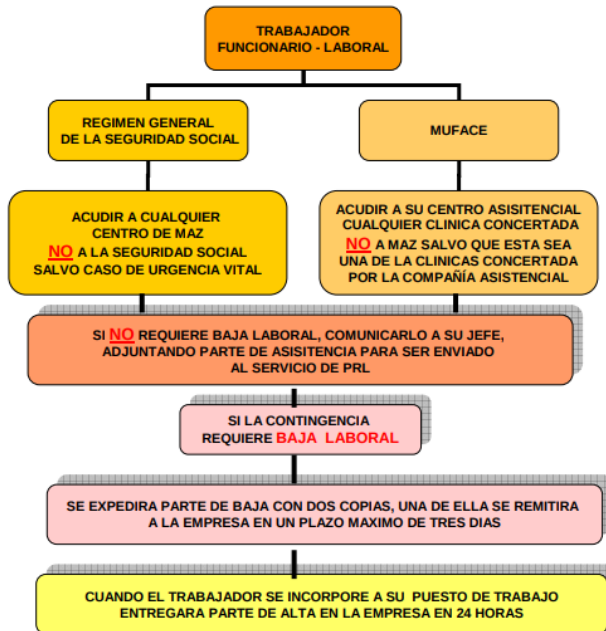 TRABAJADOR
FUNCIONARIO - LABORAL
REGIMEN GENERAL
DE LA SEGURIDAD SOCIAL
MUFACE
ACUDIR A CUALQUIER
CENTRO DE MAZ
NO A LA SEGURIDAD SOCIAL
SALVO CASO DE URGENCIA VITAL
ACUDIR A SU CENTRO ASISITENCIAL
CUALQUIER CLINICA CONCERTADA
NO A MAZ SALVO QUE ESTA SEA
UNA DE LA CLINICAS CONCERTADA
POR LA COMPAÑÍA ASISTENCIAL
SI NO REQUIERE BAJA LABORAL, COMUNICARLO A SU JEFE,
ADJUNTANDO PARTE DE ASISITENCIA PARA SER ENVIADO
AL SERVICIO DE PRL
SI LA CONTINGENCIA
REQUIERE BAJA LABORAL
SE EXPEDIRA PARTE DE BAJA CON DOS COPIAS, UNA DE ELLA SE REMITIRA
A LA EMPRESA EN UN PLAZO MAXIMO DE TRES DIAS
CUANDO EL TRABAJADOR SE INCORPORE A SU PUESTO DE TRABAJO
ENTREGARA PARTE DE ALTA EN LA EMPRESA EN 24 HORAS